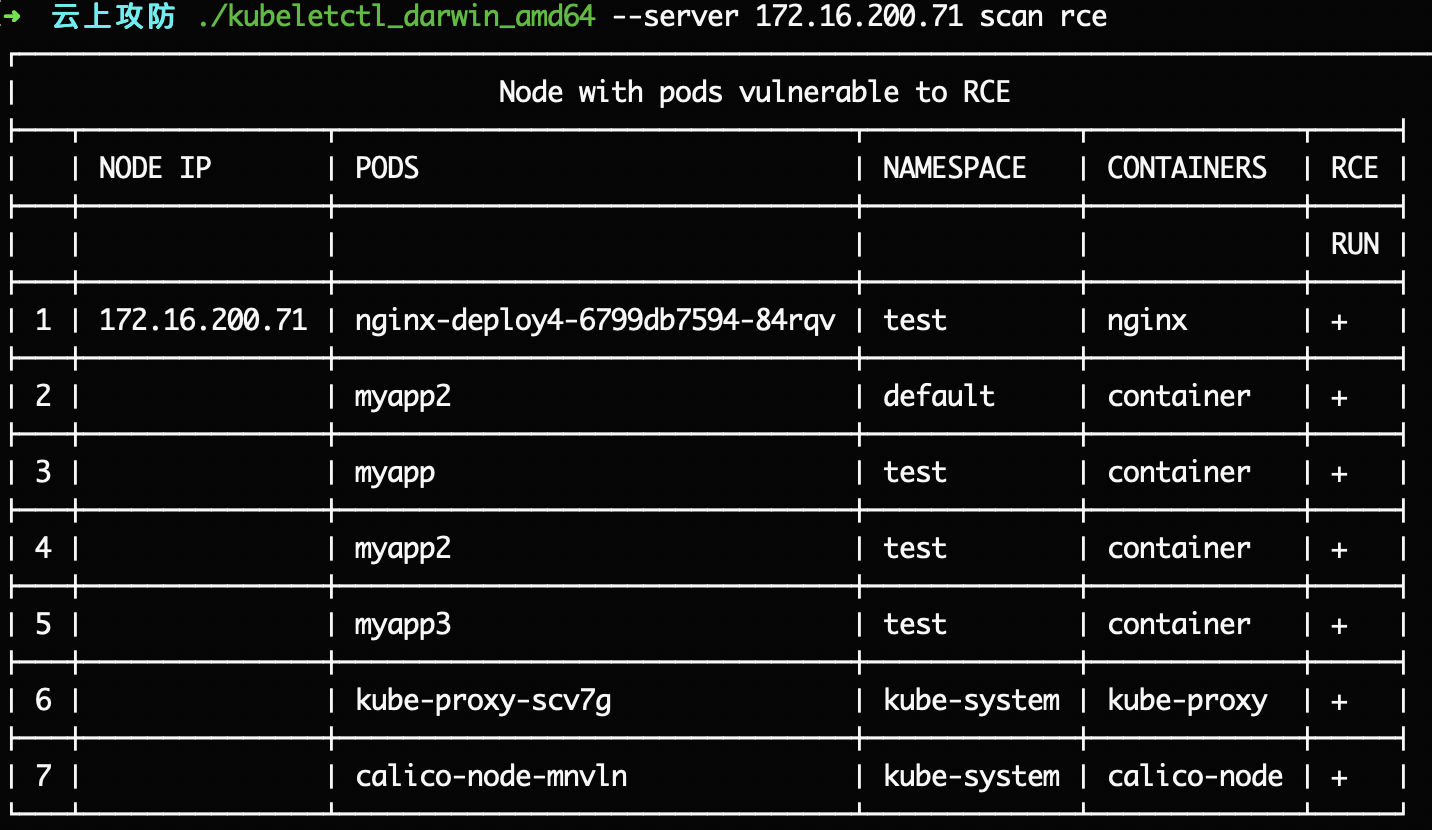 ➜ 云上攻防 ./kubeletctl_darwin_amd64 --server 172.16.200.71 scan rce
Node with pods vulnerable to RCE
NODE IP PODS NAMESPACE CONTAINERS RCE
RUN
1 172.16.200.71 nginx-deploy4-6799db7594-84rqv test nginx +
2 myapp2 default container +
3 myapp test container +
4 myapp2 test container +
5 myapp3 test container +
6 kube-proxy-scv7g kube-system kube-proxy +
7 calico-node-mnvln kube-system calico-node +